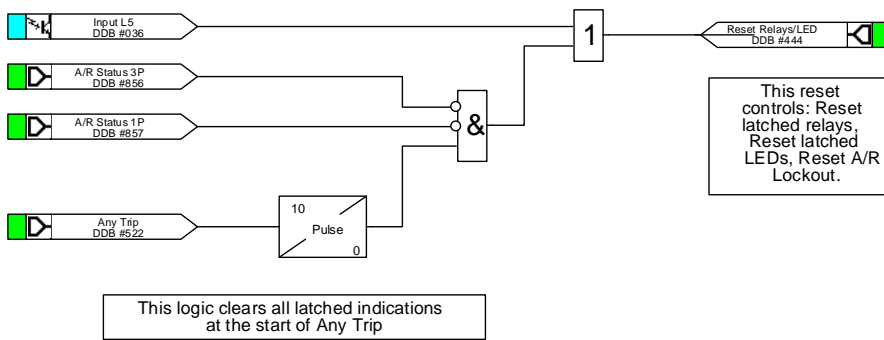 Input L5
DDB #036
1
Reset Relays/LED
DDB #444
A/R Status 3P
DDB #856
A/R Status 1P
DDB #857
&
This reset
controls: Reset
latched relays,
Reset latched
LEDs, Reset A/R
Lockout.
Any Trip
DDB #522
10
Pulse
0
This logic clears all latched indications
at the start of Any Trip